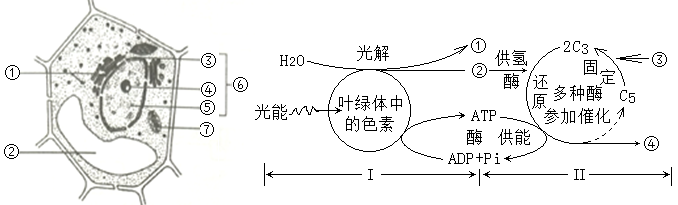 ①
②
③
④
⑤
⑥
⑦
H2O
光解
①
②
供氢
酶
2C3
③
还原
固定
多种酶
参加催化
C5
光能
叶绿体中
的色素
ATP
酶 供能
ADP+Pi
④
I
II